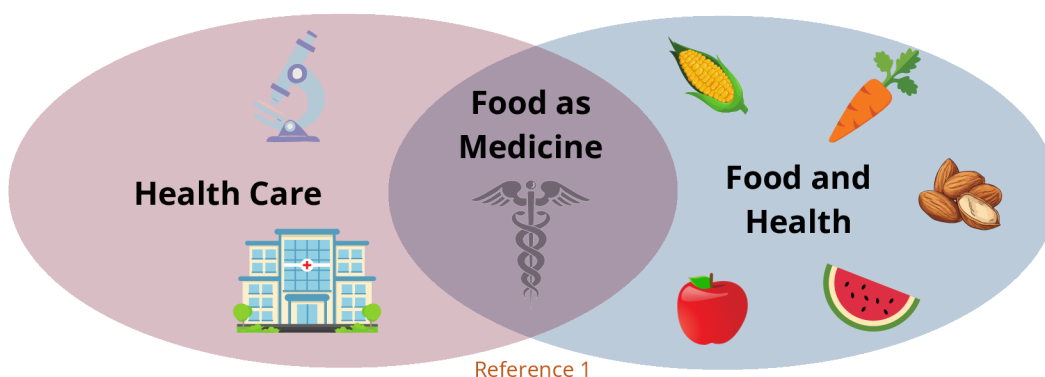 Food as
Medicine
Health Care
Food and
Health
Reference 1